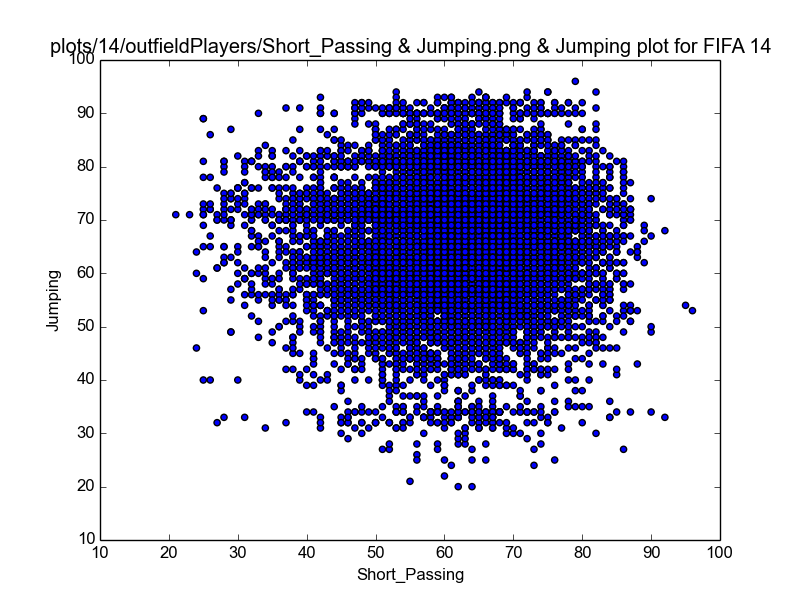 plots/14/outfieldPlayers/Short_Passing & Jumping.png & Jumping plot for FIFA 14
100
90
80
70
60
50
40
30
20
10
Jumping
10 20 30 40 50 60 70 80 90 100
Short_Passing